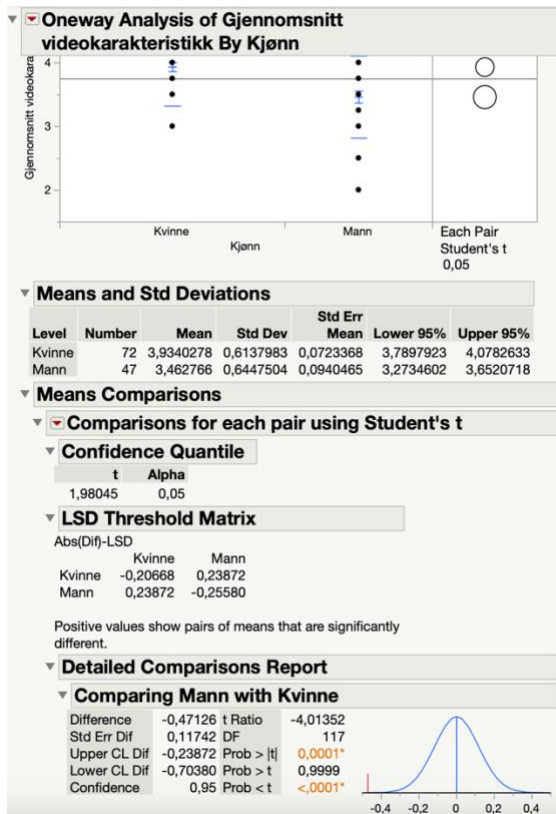 Oneway Analysis of Gjennomsnitt
videokarakteristikk By Kjønn
Gjennomsnitt videokara
4
3
2
Kvinne Mann
Kjønn
Each Pair
Student's t
0,05
Means and Std Deviations
Level Number Mean Std Dev Std Err Mean Lower 95% Upper 95%
Kvinne 72 3,9340278 0,6137983 0,0723368 3,7897923 4,0782633
Mann 47 3,462766 0,6447504 0,0940465 3,2734602 3,6520718
Means Comparisons
Comparisons for each pair using Student's t
Confidence Quantile
t Alpha
1,98045 0,05
LSD Threshold Matrix
Abs(Dif)-LSD
Kvinne Mann
Kvinne -0,20668 0,23872
Mann 0,23872 -0,25580
Positive values show pairs of means that are significantly
different.
Detailed Comparisons Report
Comparing Mann with Kvinne
Difference -0,47126 t Ratio -4,01352
Std Err Dif 0,11742 DF 117
Upper CL Dif -0,23872 Prob > |t| 0,0001*
Lower CL Dif -0,70380 Prob > t 0,9999
Confidence 0,95 Prob < t <,0001*
-0,4 -0,2 0 0,2 0,4